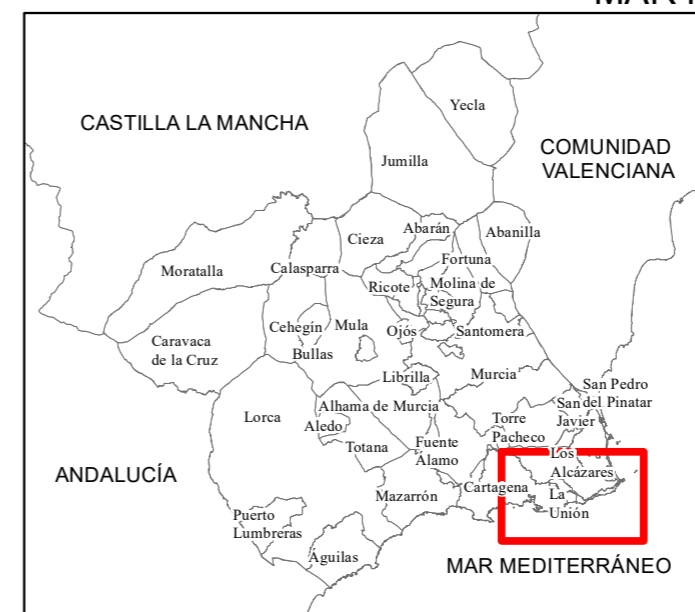 Yecla
CASTILLA LA MANCHA
COMUNIDAD
VALENCIANA
Jumilla
Abarán
Abanilla
Cieza
Fortuna
Moratalla
Calasparra
Ricote
Molina de
Segura
Cehegín
Mula
Ojós
Santomera
Caravaca
de la Cruz
Bullas
Librilla
Murcia
San Pedro
del Pinatar
San
Javier
Lorca
Alhama de Murcia
Aledo
Torre
Pacheco
Totana
Fuente
Álamo
Los
Alcázares
ANDALUCÍA
Mazarrón
Cartagena
La
Unión
Puerto
Lumbreras
Águilas
MAR MEDITERRÁNEO